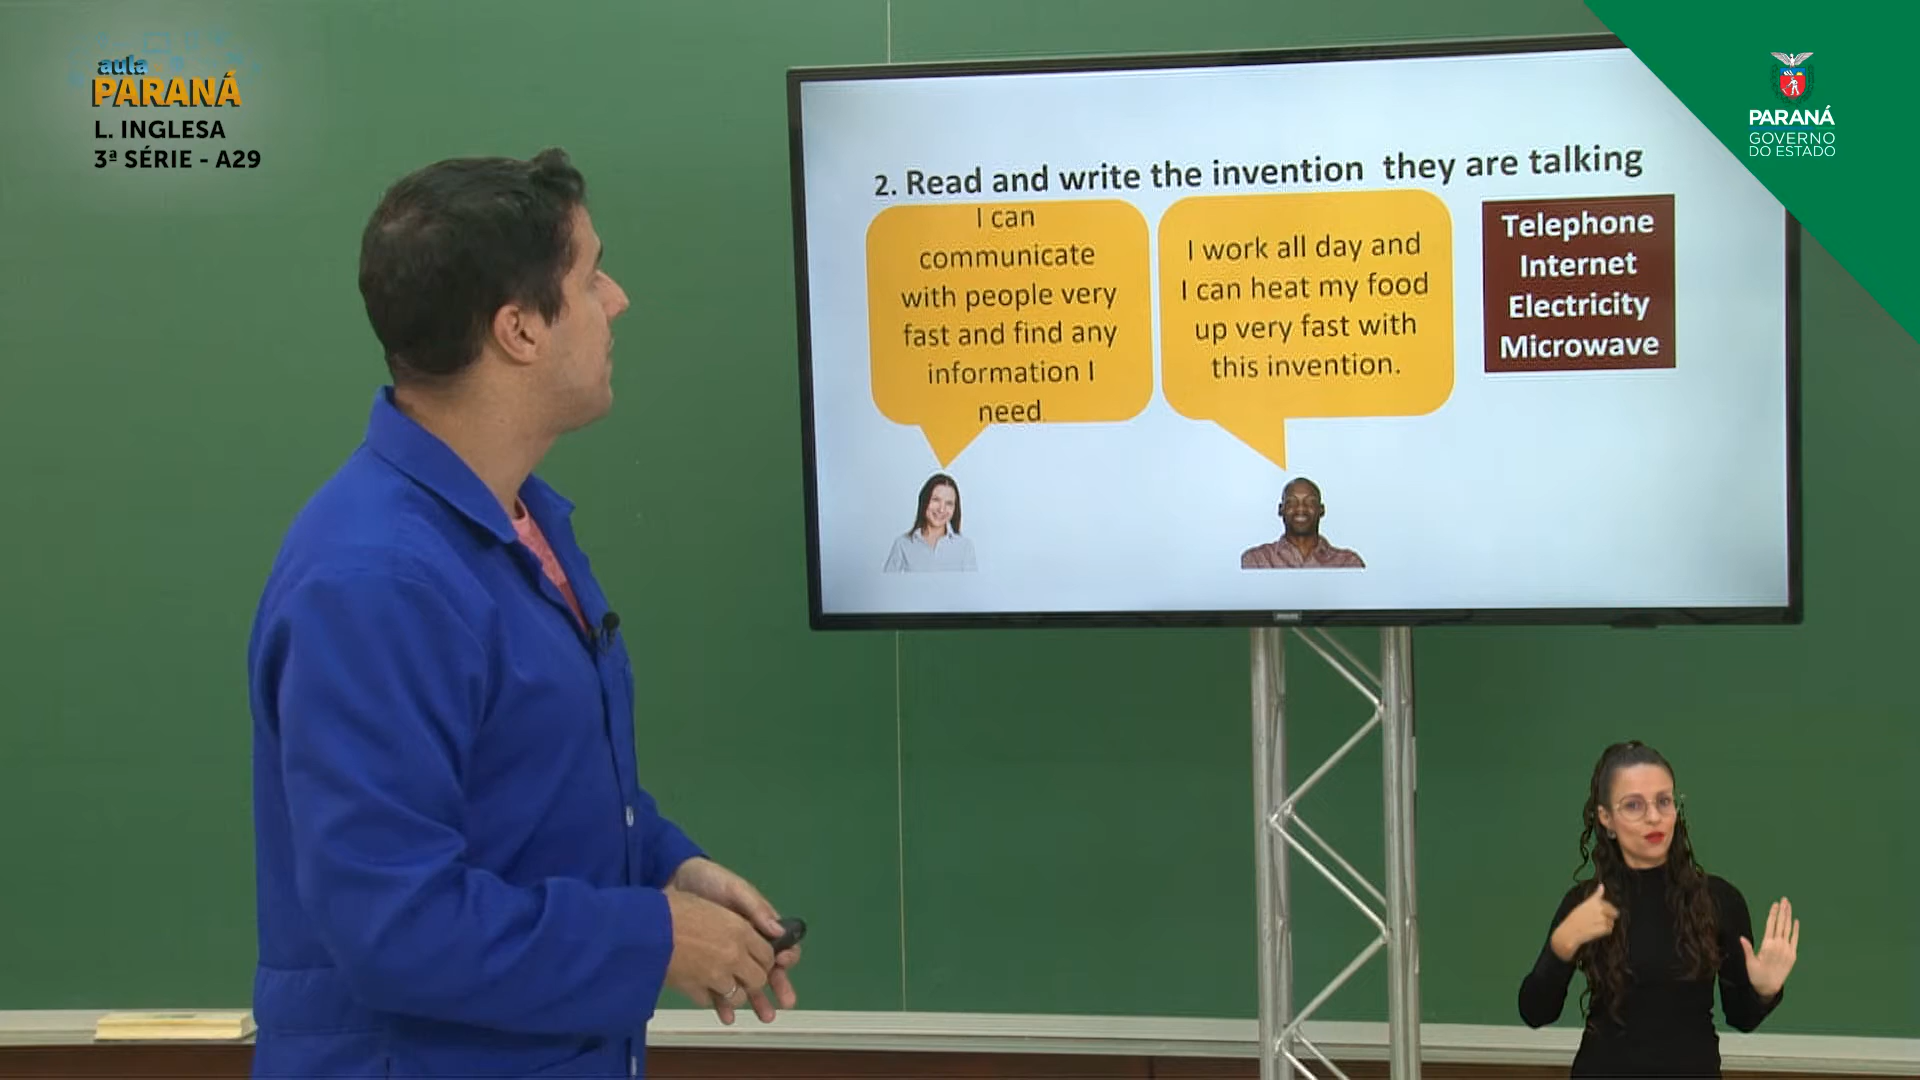 aula
PARANÁ
L. INGLESA
3ª SÉRIE - A29
PARANÁ
GOVERNO
DO ESTADO
2. Read and write the invention they are talking
I can
communicate
with people very
fast and find any
information I
need.
I work all day and
I can heat my food
up very fast with
this invention.
Telephone
Internet
Electricity
Microwave